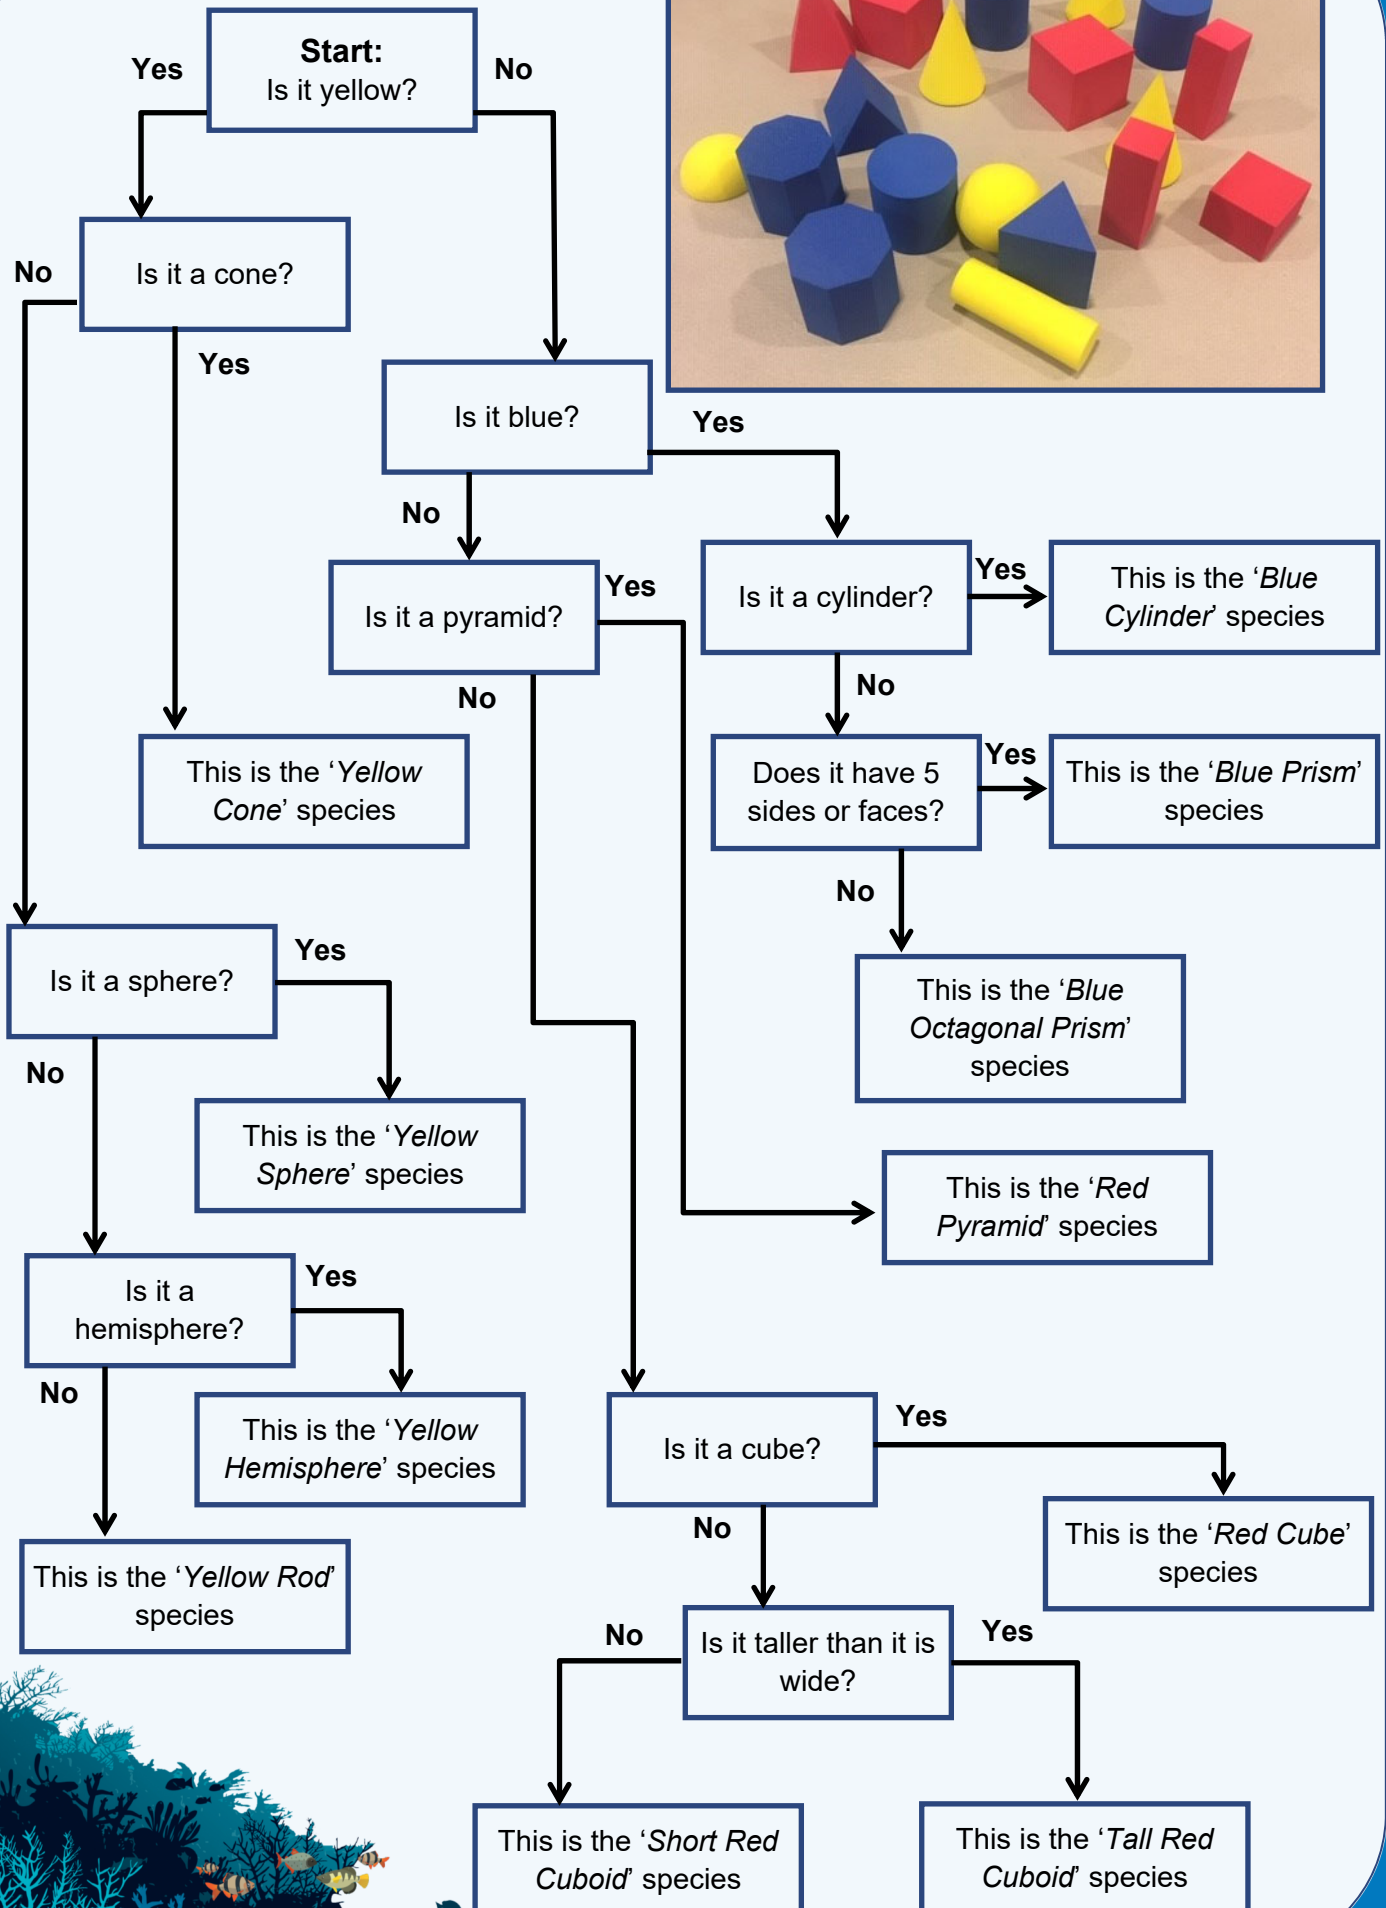 Start:
Is it yellow?
Yes
No
Is it a cone?
No
Yes
Is it blue?
Yes
No
Is it a pyramid?
Yes
No
Is it a cylinder?
Yes
This is the ‘Blue
Cylinder’ species
No
Does it have 5
sides or faces?
Yes
This is the ‘Blue Prism’
species
No
This is the ‘Yellow
Cone’ species
Is it a sphere?
Yes
No
This is the ‘Blue
Octagonal Prism’
species
This is the ‘Yellow
Sphere’ species
This is the ‘Red
Pyramid’ species
Is it a
hemisphere?
Yes
No
This is the ‘Yellow
Hemisphere’ species
Is it a cube?
Yes
No
This is the ‘Red Cube’
species
This is the ‘Yellow Rod’
species
Is it taller than it is
wide?
No
Yes
This is the ‘Short Red
Cuboid’ species
This is the ‘Tall Red
Cuboid’ species